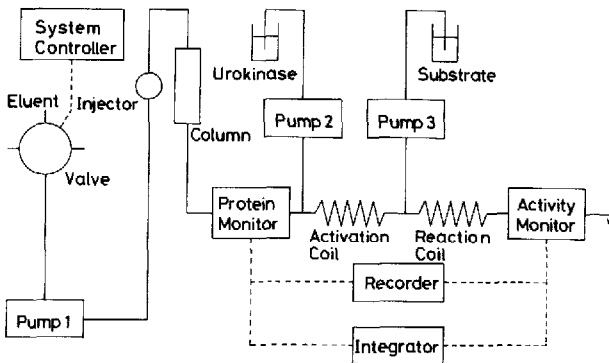 System
Controller
Eluent
Injector
Valve
Pump 1
Column
Urokinase
Pump 2
Substrate
Pump 3
Protein
Monitor
Activation
Coil
Reaction
Coil
Activity
Monitor
Recorder
Integrator